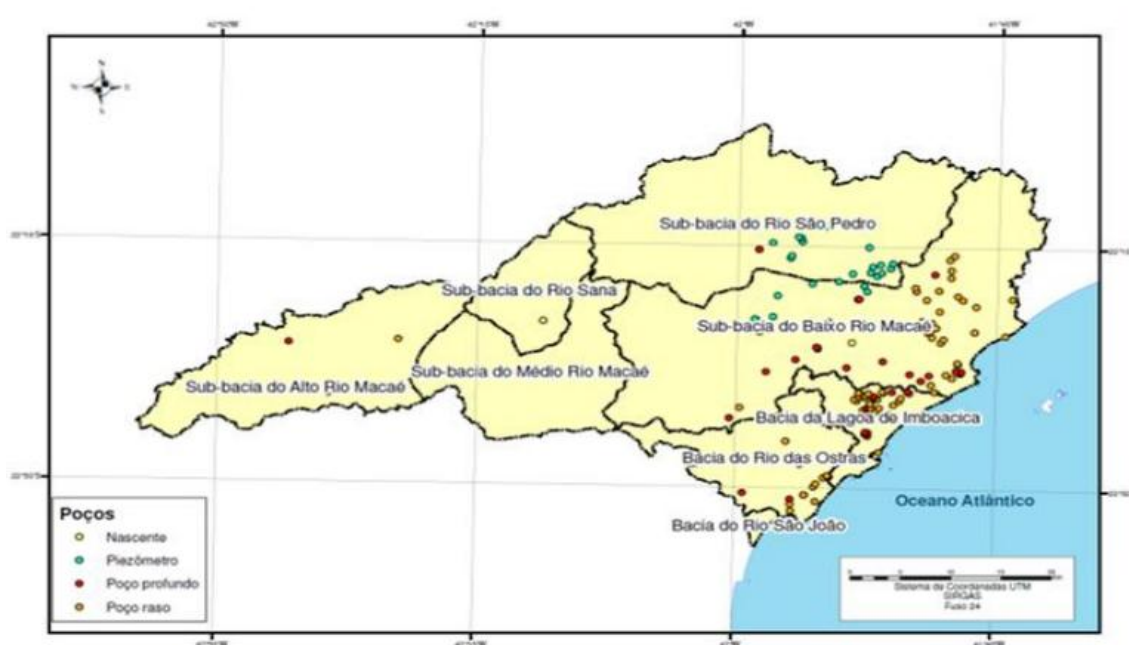 Sub-bacia do Rio São Pedro
Sub-bacia do Rio Sana
Sub-bacia do Baixo Rio Macaé
Sub-bacia do Médio Rio Macaé
Sub-bacia do Alto Rio Macaé
Bacia da Lagoa de Imboacica
Bacia do Rio das Ostras
Oceano Atlântico
Bacia do Rio São João
Poços
Nascente
Piezômetro
Poço profundo
Poço raso
Sistema de Coordenadas UTM
SIRGAS
Fuso 24